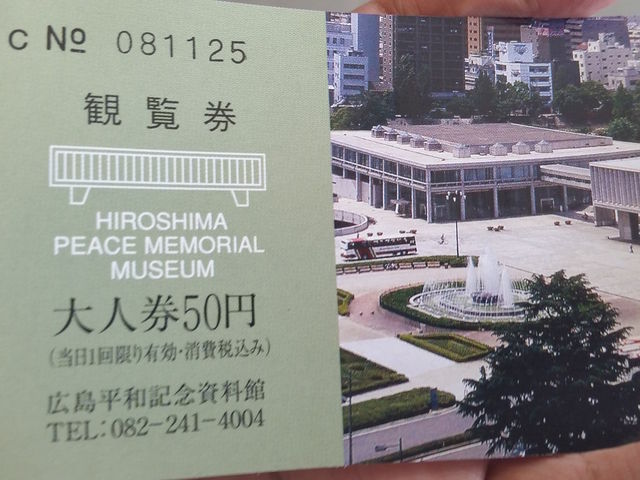 C No 081125
観覧券
HIROSHIMA
PEACE MEMORIAL
MUSEUM
大人券50円
(当日1回限り有効・消費税込み)
広島平和記念資料館
TEL:082-241-4004